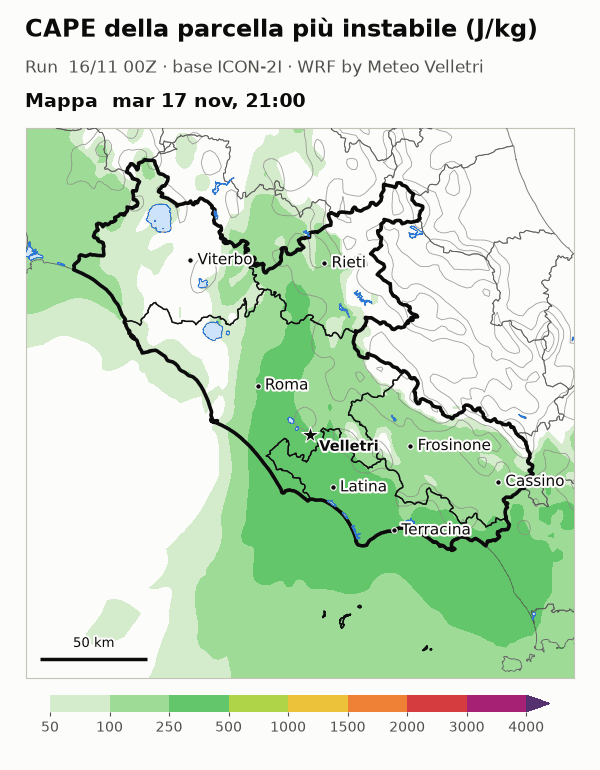 CAPE della parcella più instabile (J/kg)
Run  16/11 00Z · base ICON-2I · WRF by Meteo Velletri
Mappa  mar 17 nov, 21:00
Viterbo
Rieti
Roma
Velletri
Frosinone
Cassino
Latina
Terracina
50 km
50 100 250 500 1000 1500 2000 3000 4000